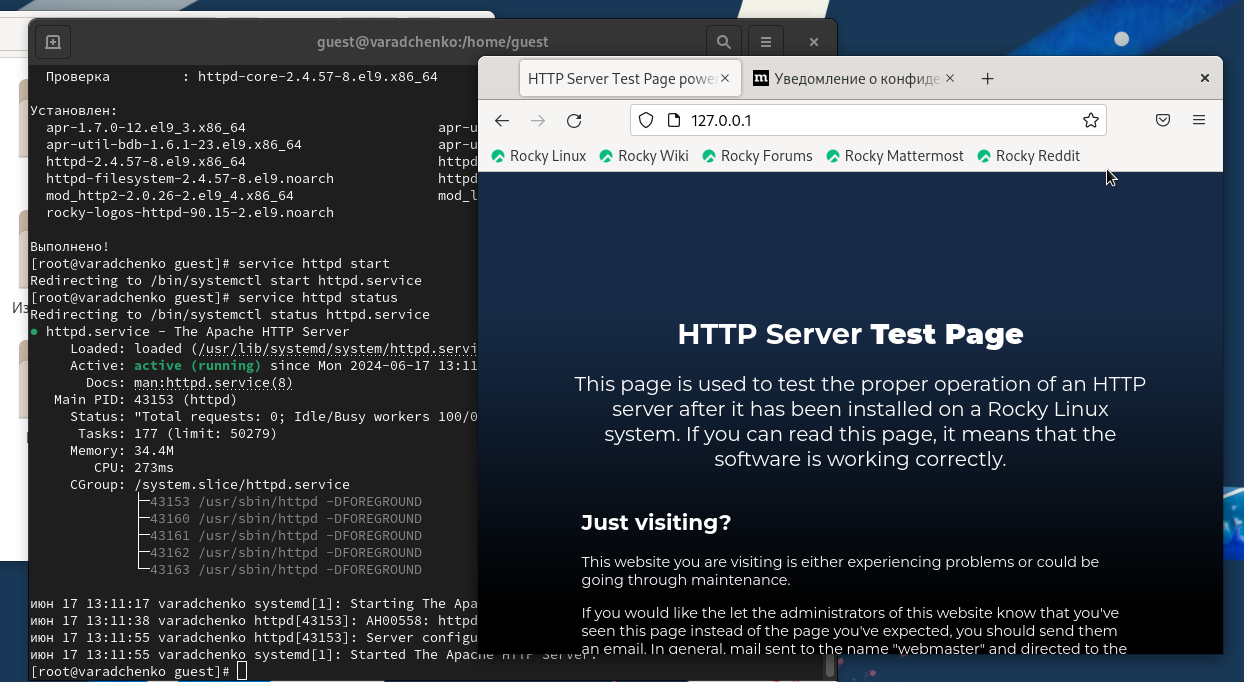 guest@varadchenko:/home/guest
Проверка : httpd-core-2.4.57-8.el9.x86_64
Установлен:
apr-1.7.0-12.el9_3.x86_64 apr-u
apr-util-bdb-1.6.1-23.el9.x86_64 apr-u
httpd-2.4.57-8.el9.x86_64 httpd
httpd-filesystem-2.4.57-8.el9.noarch httpd
mod_http2-2.0.26-2.el9_4.x86_64 mod_l
rocky-logos-httpd-90.15-2.el9.noarch
Выполнено!
[root@varadchenko guest]# service httpd start
Redirecting to /bin/systemctl start httpd.service
[root@varadchenko guest]# service httpd status
Redirecting to /bin/systemctl status httpd.service
● httpd.service - The Apache HTTP Server
Loaded: loaded (/usr/lib/systemd/system/httpd.servi
Active: active (running) since Mon 2024-06-17 13:11
Docs: man:httpd.service(8)
Main PID: 43153 (httpd)
Status: "Total requests: 0; Idle/Busy workers 100/0
Tasks: 177 (limit: 50279)
Memory: 34.4M
CPU: 273ms
CGroup: /system.slice/httpd.service
├─43153 /usr/sbin/httpd -DFOREGROUND
├─43160 /usr/sbin/httpd -DFOREGROUND
├─43161 /usr/sbin/httpd -DFOREGROUND
├─43162 /usr/sbin/httpd -DFOREGROUND
└─43163 /usr/sbin/httpd -DFOREGROUND
июн 17 13:11:17 varadchenko systemd[1]: Starting The Apa
июн 17 13:11:38 varadchenko httpd[43153]: AH00558: httpd
июн 17 13:11:55 varadchenko httpd[43153]: Server configu
июн 17 13:11:55 varadchenko systemd[1]: Started The Apache HTTP Server.
[root@varadchenko guest]#
HTTP Server Test Page powe
Уведомление о конфиде
127.0.0.1
Rocky Linux Rocky Wiki Rocky Forums Rocky Mattermost Rocky Reddit
HTTP Server Test Page
This page is used to test the proper operation of an HTTP
server after it has been installed on a Rocky Linux
system. If you can read this page, it means that the
software is working correctly.
Just visiting?
This website you are visiting is either experiencing problems or could be
going through maintenance.
If you would like the let the administrators of this website know that you've
seen this page instead of the page you've expected, you should send them
an email. In general, mail sent to the name "webmaster" and directed to the